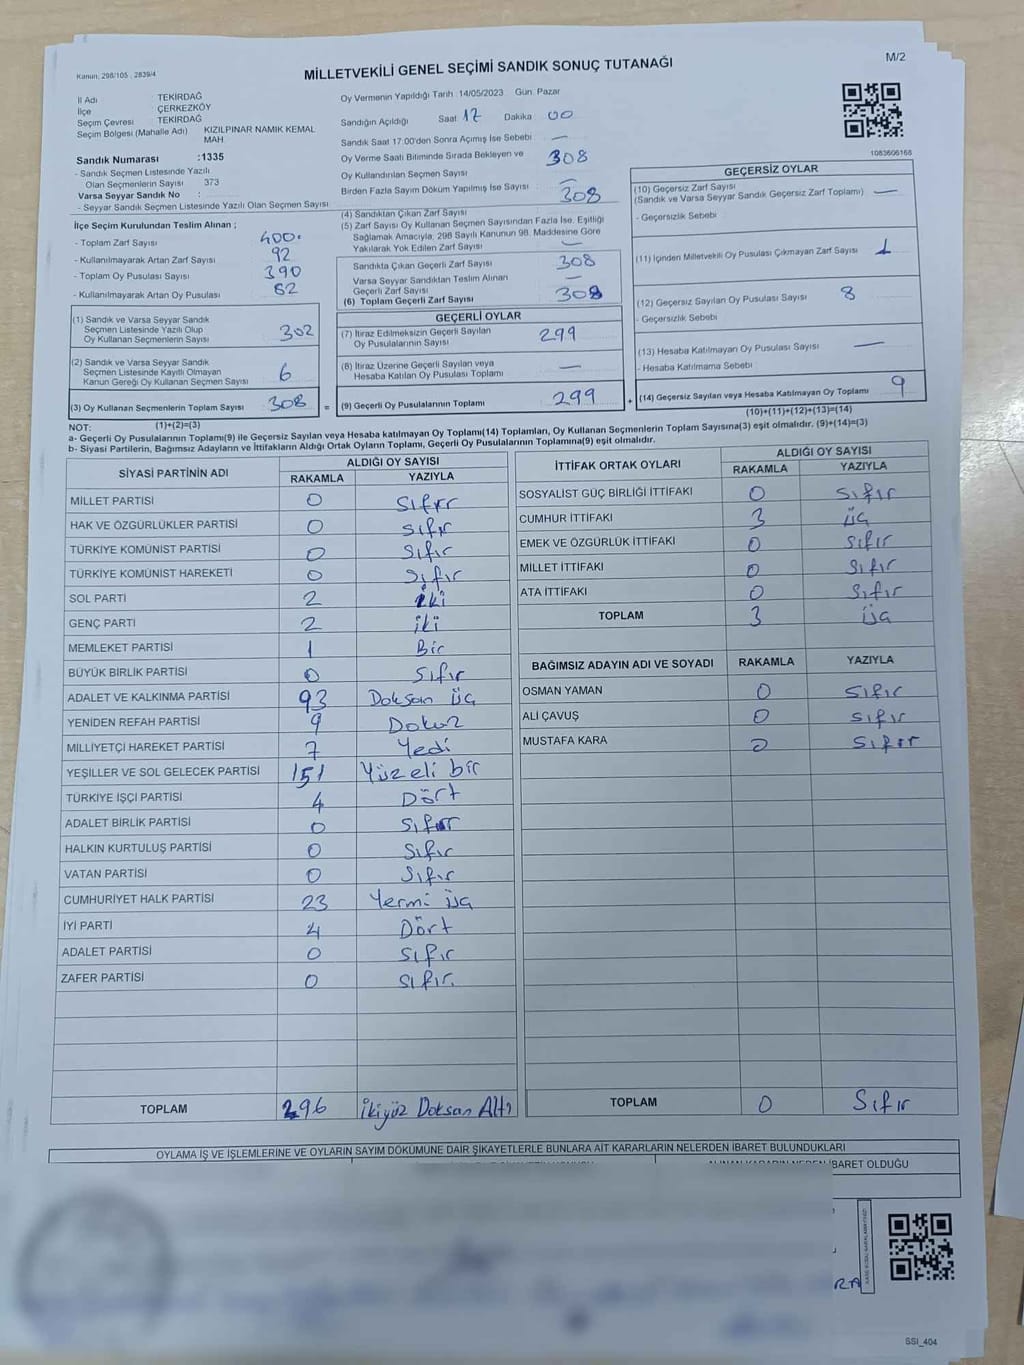 Kanun, 298/105 , 2839/4
MİLLETVEKİLİ GENEL SEÇİMİ SANDIK SONUÇ TUTANAĞI
M/2
İl Adı TEKİRDAĞ
İlçe ÇERKEZKÖY
Seçim Çevresi TEKİRDAĞ
Seçim Bölgesi (Mahalle Adı) KIZILPINAR NAMIK KEMAL MAH.
Sandık Numarası :1335
- Sandık Seçmen Listesinde Yazılı
Olan Seçmenlerin Sayısı 373
Varsa Seyyar Sandık No :
- Seyyar Sandık Seçmen Listesinde Yazılı Olan Seçmen Sayısı :
Oy Vermenin Yapıldığı Tarih :14/05/2023 Gün Pazar
Sandığın Açıldığı Saat 17 Dakika 00
Sandık Saat 17:00'den Sonra Açmış İse Sebebi —
Oy Verme Saati Bitiminde Sırada Bekleyen ve
Oy Kullandırılan Seçmen Sayısı 308
Birden Fazla Sayım Döküm Yapılmış İse Sayısı —
1083606168
İlçe Seçim Kurulundan Teslim Alınan ;
- Toplam Zarf Sayısı 400.
- Kullanılmayarak Artan Zarf Sayısı 92
- Toplam Oy Pusulası Sayısı 390
- Kullanılmayarak Artan Oy Pusulası 82
(1) Sandık ve Varsa Seyyar Sandık
Seçmen Listesinde Yazılı Olup
Oy Kullanan Seçmenlerin Sayısı 302
(2) Sandık ve Varsa Seyyar Sandık
Seçmen Listesinde Kayıtlı Olmayan
Kanun Gereği Oy Kullanan Seçmen Sayısı 6
(3) Oy Kullanan Seçmenlerin Toplam Sayısı 308 =
(1)+(2)=(3)
(4) Sandıktan Çıkan Zarf Sayısı 308
(5) Zarf Sayısı Oy Kullanan Seçmen Sayısından Fazla İse, Eşitliği
Sağlamak Amacıyla, 298 Sayılı Kanunun 98. Maddesine Göre
Yakılarak Yok Edilen Zarf Sayısı —
Sandıkta Çıkan Geçerli Zarf Sayısı 308
Varsa Seyyar Sandıktan Teslim Alınan
Geçerli Zarf Sayısı —
(6) Toplam Geçerli Zarf Sayısı 308
GEÇERLİ OYLAR
(7) İtiraz Edilmeksizin Geçerli Sayılan
Oy Pusulalarının Sayısı 299
(8) İtiraz Üzerine Geçerli Sayılan veya
Hesaba Katılan Oy Pusulası Toplamı —
(9) Geçerli Oy Pusulalarının Toplamı 299 +
GEÇERSİZ OYLAR
(10) Geçersiz Zarf Sayısı
(Sandık ve Varsa Seyyar Sandık Geçersiz Zarf Toplamı) —
- Geçersizlik Sebebi
(11) İçinden Milletvekili Oy Pusulası Çıkmayan Zarf Sayısı 1
(12) Geçersiz Sayılan Oy Pusulası Sayısı 8
- Geçersizlik Sebebi
(13) Hesaba Katılmayan Oy Pusulası Sayısı —
- Hesaba Katılmama Sebebi
(14) Geçersiz Sayılan veya Hesaba Katılmayan Oy Toplamı 9
(10)+(11)+(12)+(13)=(14)
NOT:
a- Geçerli Oy Pusulalarının Toplamı(9) ile Geçersiz Sayılan veya Hesaba katılmayan Oy Toplamı(14) Toplamları, Oy Kullanan Seçmenlerin Toplam Sayısına(3) eşit olmalıdır. (9)+(14)=(3)
b- Siyasi Partilerin, Bağımsız Adayların ve İttifakların Aldığı Ortak Oyların Toplamı, Geçerli Oy Pusulalarının Toplamına(9) eşit olmalıdır.
SİYASİ PARTİNİN ADI ALDIĞI OY SAYISI
RAKAMLA YAZIYLA
MİLLET PARTİSİ 0 Sıfır
HAK VE ÖZGÜRLÜKLER PARTİSİ 0 sıfır
TÜRKİYE KOMÜNİST PARTİSİ 0 Sıfır
TÜRKİYE KOMÜNİST HAREKETİ 0 Sıfır
SOL PARTİ 2 iki
GENÇ PARTİ 2 iki
MEMLEKET PARTİSİ 1 Bir
BÜYÜK BİRLİK PARTİSİ 0 Sıfır
ADALET VE KALKINMA PARTİSİ 93 Doksan üç
YENİDEN REFAH PARTİSİ 9 Dokuz
MİLLİYETÇİ HAREKET PARTİSİ 7 Yedi
YEŞİLLER VE SOL GELECEK PARTİSİ 151 Yüz eli bir
TÜRKİYE İŞÇİ PARTİSİ 4 Dört
ADALET BİRLİK PARTİSİ 0 Sıfır
HALKIN KURTULUŞ PARTİSİ 0 Sıfır
VATAN PARTİSİ 0 Sıfır
CUMHURİYET HALK PARTİSİ 23 Yermi üç
İYİ PARTİ 4 Dört
ADALET PARTİSİ 0 Sıfır
ZAFER PARTİSİ 0 Sıfır.
TOPLAM 296 ikiyüz Doksan Altı
İTTİFAK ORTAK OYLARI ALDIĞI OY SAYISI
RAKAMLA YAZIYLA
SOSYALİST GÜÇ BİRLİĞİ İTTİFAKI 0 Sıfır
CUMHUR İTTİFAKI 3 üç
EMEK VE ÖZGÜRLÜK İTTİFAKI 0 Sıfır
MİLLET İTTİFAKI 0 Sıfır
ATA İTTİFAKI 0 Sıfır
TOPLAM 3 üç
BAĞIMSIZ ADAYIN ADI VE SOYADI RAKAMLA YAZIYLA
OSMAN YAMAN 0 Sıfır
ALİ ÇAVUŞ 0 Sıfır
MUSTAFA KARA 0 Sıfır
TOPLAM 0 Sıfır
OYLAMA İŞ VE İŞLEMLERİNE VE OYLARIN SAYIM DÖKÜMÜNE DAİR ŞİKAYETLERLE BUNLARA AİT KARARLARIN NELERDEN İBARET BULUNDUKLARI
İBARET OLDUĞU
RA
SSI_404